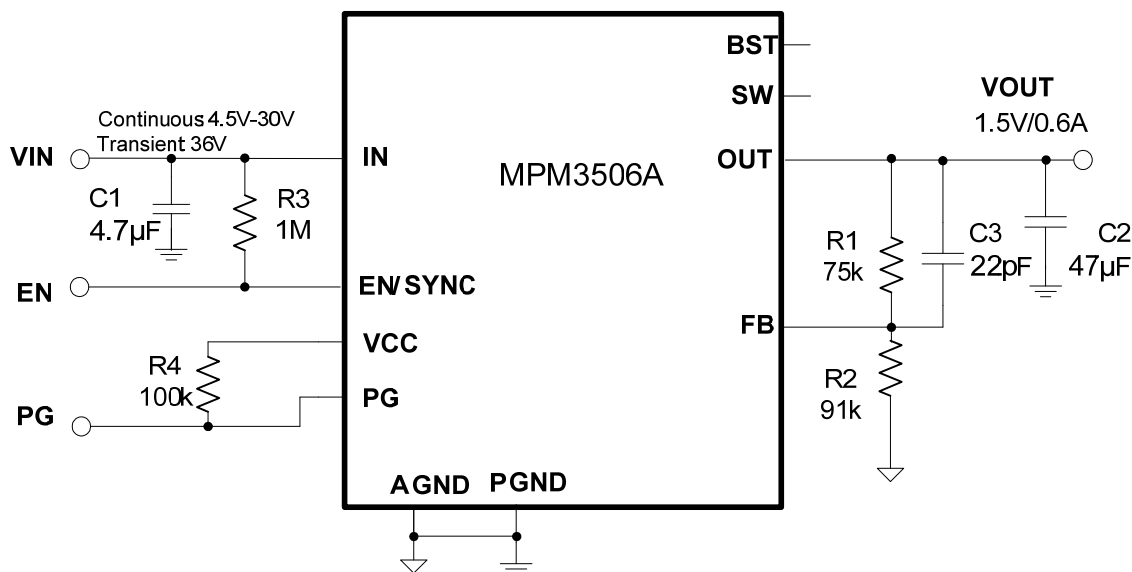 BST
SW
VOUT
1.5V/0.6A
Continuous 4.5V-30V
Transient 36V
VIN
IN
OUT
MPM3506A
C1
4.7µF
R3
1M
R1
75k
C3
22pF
C2
47µF
EN
EN/SYNC
FB
VCC
R4
100k
PG
PG
R2
91k
AGND
PGND